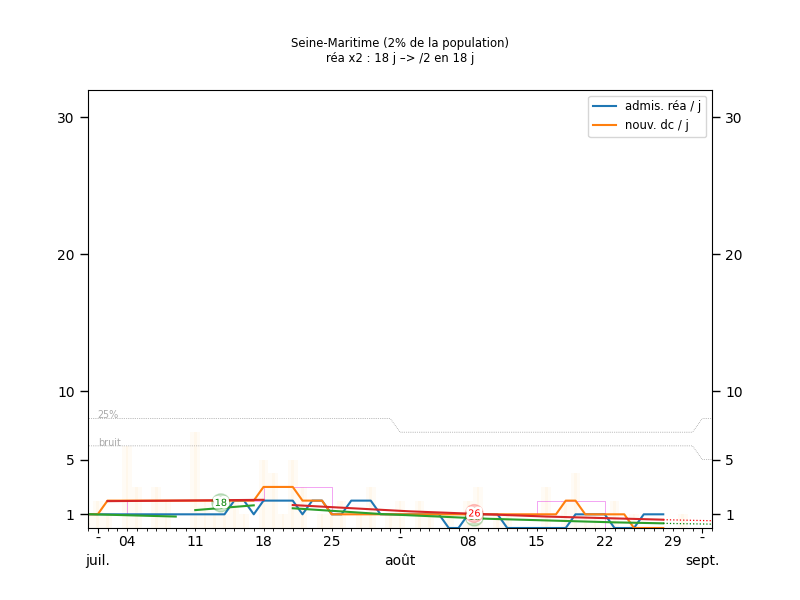 Seine-Maritime (2% de la population)
réa x2 : 18 j –> /2 en 18 j
admis. réa / j
nouv. dc / j
30 30
20 20
10 10
25%
bruit
5 5
18
26
1 1
- 04 11 18 25 - 08 15 22 29 -
juil. août sept.